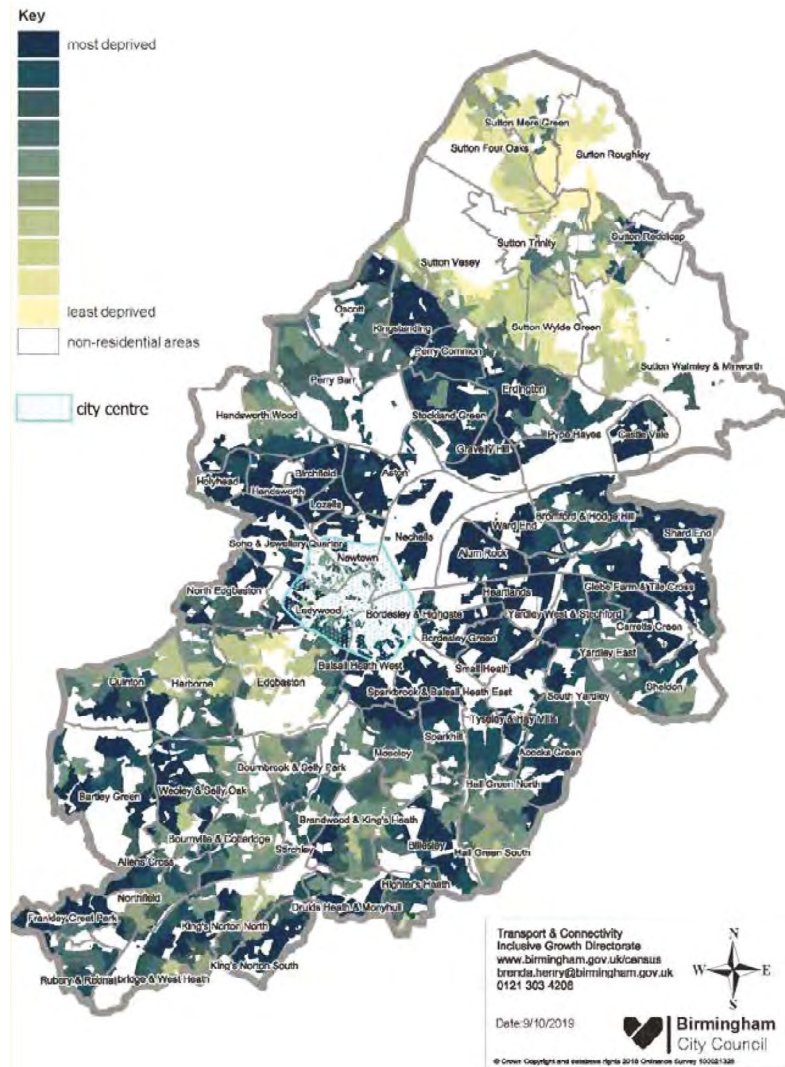 Key
most deprived
least deprived
non-residential areas
city centre
Sutton Mere Green
Sutton Four Oaks
Sutton Roughley
Sutton Trinity
Sutton Reddicap
Sutton Vesey
Oscott
Kingstanding
Sutton Wylde Green
Perry Common
Sutton Walmley & Minworth
Perry Barr
Erdington
Handsworth Wood
Stockland Green
Pype Hayes
Castle Vale
Gravelly Hill
Birchfield
Aston
Holyhead
Handsworth
Lozells
Bromford & Hodge Hill
Ward End
Shard End
Nechells
Soho & Jewellery Quarter
Newtown
Alum Rock
North Edgbaston
Heartlands
Glebe Farm & Tile Cross
Ladywood
Bordesley & Highgate
Yardley West & Stechford
Garretts Green
Bordesley Green
Yardley East
Balsall Heath West
Small Heath
Quinton
Harborne
Edgbaston
Sparkbrook & Balsall Heath East
South Yardley
Sheldon
Tyseley & Hay Mills
Sparkhill
Moseley
Acocks Green
Bournbrook & Selly Park
Hall Green North
Bartley Green
Weoley & Selly Oak
Brandwood & King's Heath
Bournville & Cotteridge
Stirchley
Billesley
Hall Green South
Allens Cross
Highter's Heath
Northfield
Druids Heath & Monyhull
Frankley Great Park
King's Norton North
King's Norton South
bridge & West Heath
Transport & Connectivity
Inclusive Growth Directorate
www.birmingham.gov.uk/census
brenda.henry@birmingham.gov.uk
0121 303 4208
N
W E
S
Date:9/10/2019
Birmingham
City Council